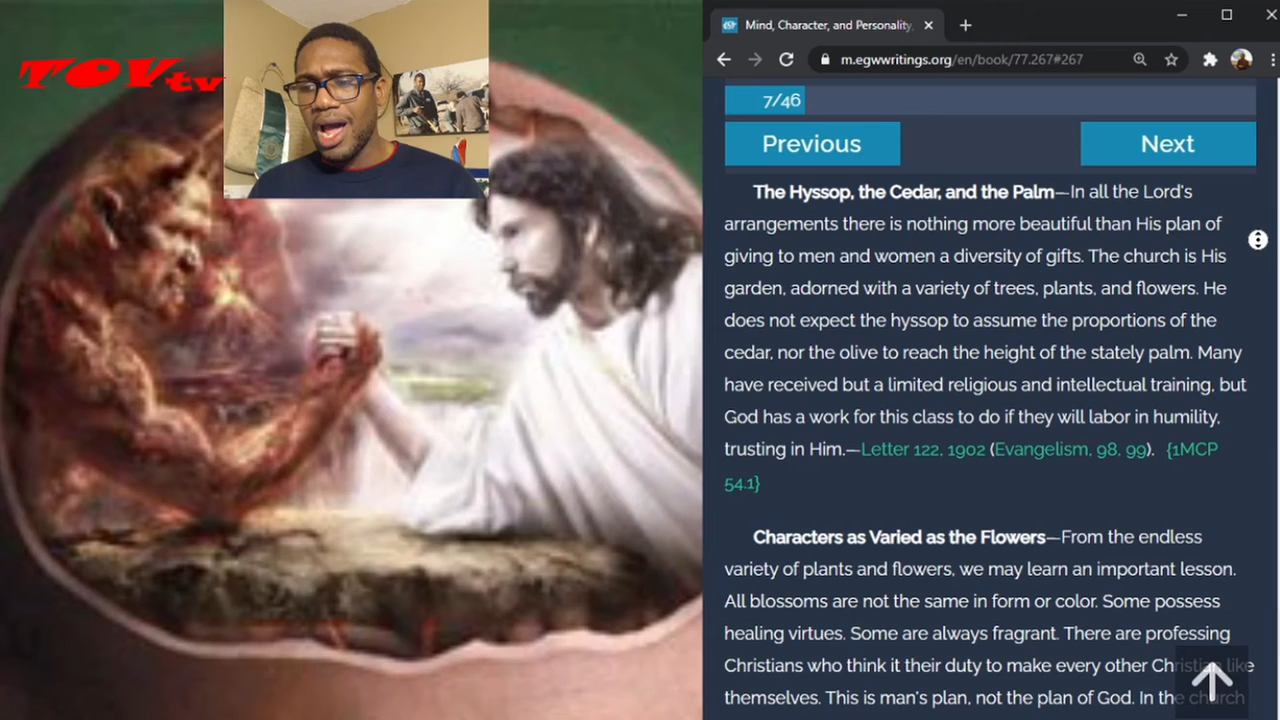 TOVtv
Mind, Character, and Personality,
m.egwwritings.org/en/book/77.267#267
7/46
Previous
Next
The Hyssop, the Cedar, and the Palm—In all the Lord's
arrangements there is nothing more beautiful than His plan of
giving to men and women a diversity of gifts. The church is His
garden, adorned with a variety of trees, plants, and flowers. He
does not expect the hyssop to assume the proportions of the
cedar, nor the olive to reach the height of the stately palm. Many
have received but a limited religious and intellectual training, but
God has a work for this class to do if they will labor in humility,
trusting in Him.—Letter 122, 1902 (Evangelism, 98, 99). {1MCP
54.1}
Characters as Varied as the Flowers—From the endless
variety of plants and flowers, we may learn an important lesson.
All blossoms are not the same in form or color. Some possess
healing virtues. Some are always fragrant. There are professing
Christians who think it their duty to make every other Christian like
themselves. This is man's plan, not the plan of God. In the church